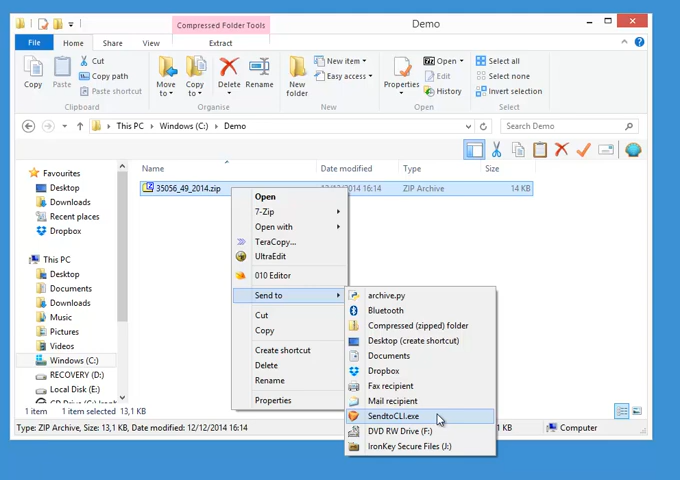 Compressed Folder Tools
Demo
File
Home
Share
View
Extract
Copy
Paste
Cut
Copy path
Paste shortcut
Clipboard
Move to
Copy to
Delete
Rename
Organise
New folder
New item
Easy access
New
Properties
Open
Edit
History
Open
Select all
Select none
Invert selection
Select
This PC
Windows (C:)
Demo
Search Demo
Name
Date modified
Type
Size
35056_49_2014.zip
12/12/2014 16:14
ZIP Archive
14 KB
Favourites
Desktop
Downloads
Recent places
Dropbox
This PC
Desktop
Documents
Downloads
Music
Pictures
Videos
Windows (C:)
RECOVERY (D:)
Local Disk (E:)
Open
7-Zip
Open with
TeraCopy...
UltraEdit
010 Editor
Send to
Cut
Copy
Create shortcut
Delete
Rename
Properties
archive.py
Bluetooth
Compressed (zipped) folder
Desktop (create shortcut)
Documents
Dropbox
Fax recipient
Mail recipient
SendtoCLI.exe
DVD RW Drive (F:)
IronKey Secure Files (J:)
1 item
1 item selected 13,1 KB
Type: ZIP Archive, Size: 13,1 KB, Date modified: 12/12/2014 16:14
Computer